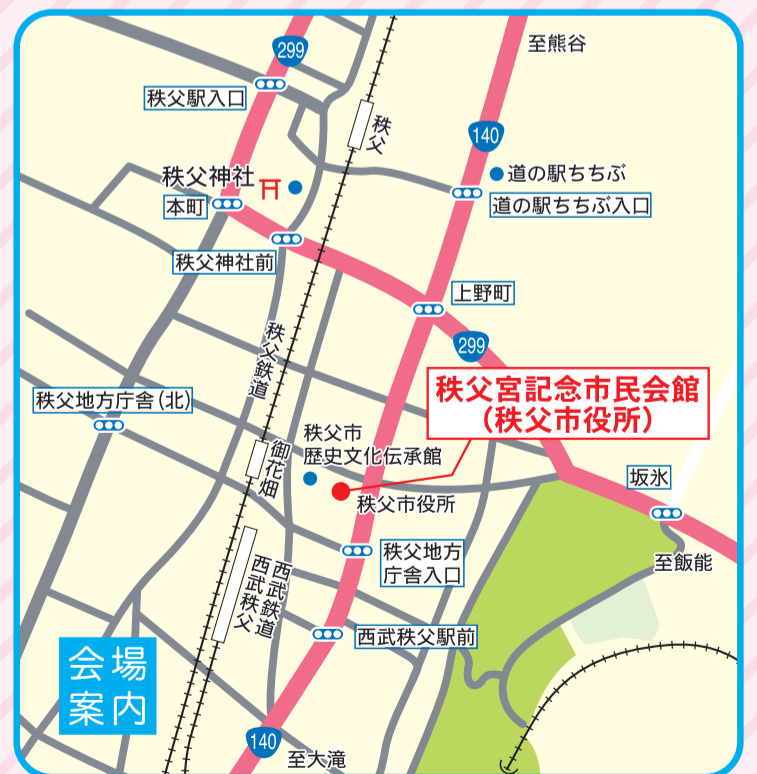 至熊谷
299
秩父駅入口
秩父
140
秩父神社
道の駅ちちぶ
本町
道の駅ちちぶ入口
秩父神社前
上野町
299
秩父鉄道
秩父宮記念市民会館
(秩父市役所)
秩父地方庁舎(北)
秩父市
歴史文化伝承館
御花畑
坂氷
秩父市役所
秩父地方
庁舎入口
至飯能
西武鉄道
西武秩父
西武秩父駅前
会場
案内
140
至大滝